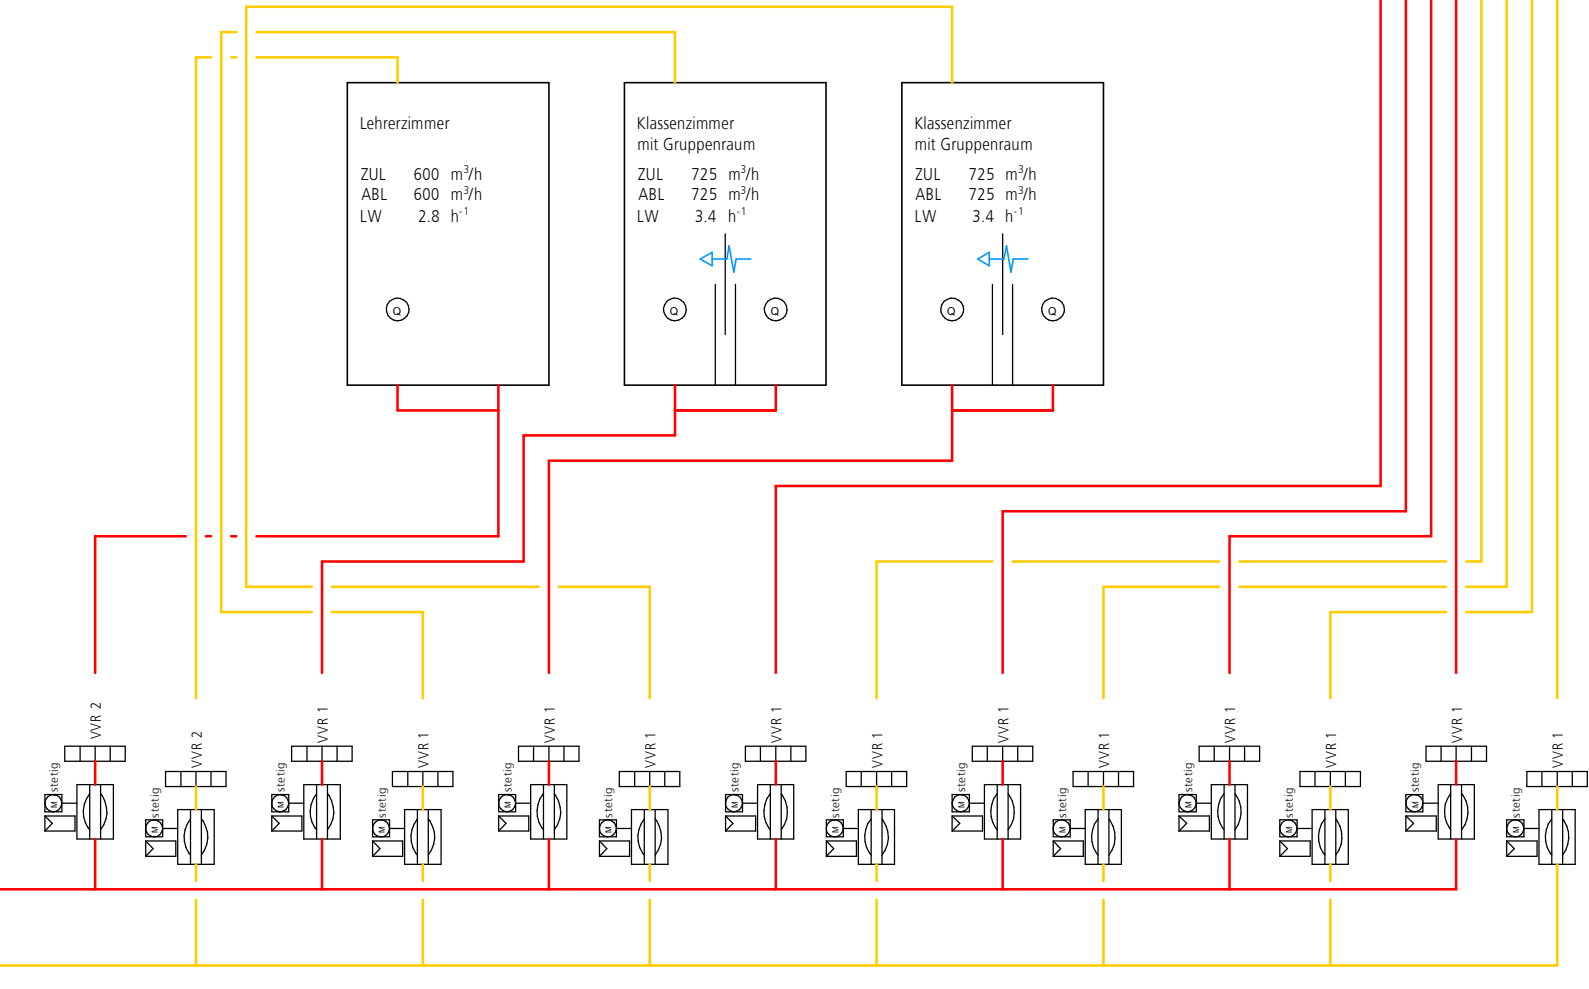 Lehrerzimmer
ZUL 600 m³/h
ABL 600 m³/h
LW 2.8 h⁻¹
Q
Klassenzimmer
mit Gruppenraum
ZUL 725 m³/h
ABL 725 m³/h
LW 3.4 h⁻¹
Q Q
Klassenzimmer
mit Gruppenraum
ZUL 725 m³/h
ABL 725 m³/h
LW 3.4 h⁻¹
Q Q
VVR 2
stetig
M
VVR 2
stetig
M
VVR 1
stetig
M
VVR 1
stetig
M
VVR 1
stetig
M
VVR 1
stetig
M
VVR 1
stetig
M
VVR 1
stetig
M
VVR 1
stetig
M
VVR 1
stetig
M
VVR 1
stetig
M
VVR 1
stetig
M
VVR 1
stetig
M
VVR 1
stetig
M